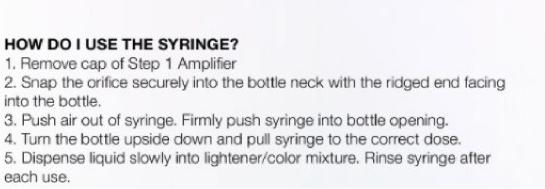 HOW DO I USE THE SYRINGE?
1. Remove cap of Step 1 Amplifier
2. Snap the orifice securely into the bottle neck with the ridged end facing
into the bottle.
3. Push air out of syringe. Firmly push syringe into bottle opening.
4. Turn the bottle upside down and pull syringe to the correct dose.
5. Dispense liquid slowly into lightener/color mixture. Rinse syringe after
each use.